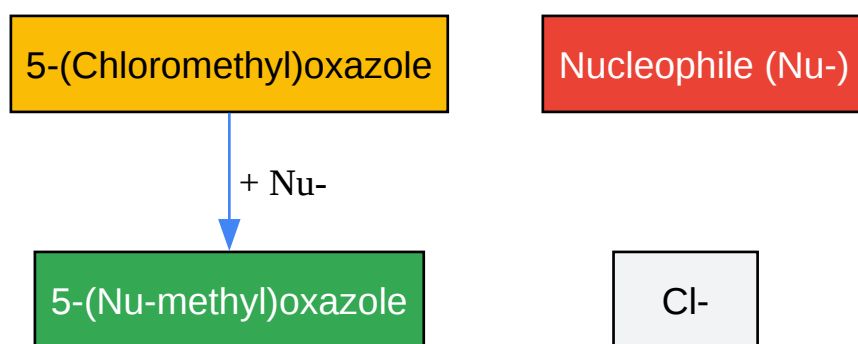 5-(Chloromethyl)oxazole
Nucleophile (Nu-)
+ Nu-
5-(Nu-methyl)oxazole
Cl-